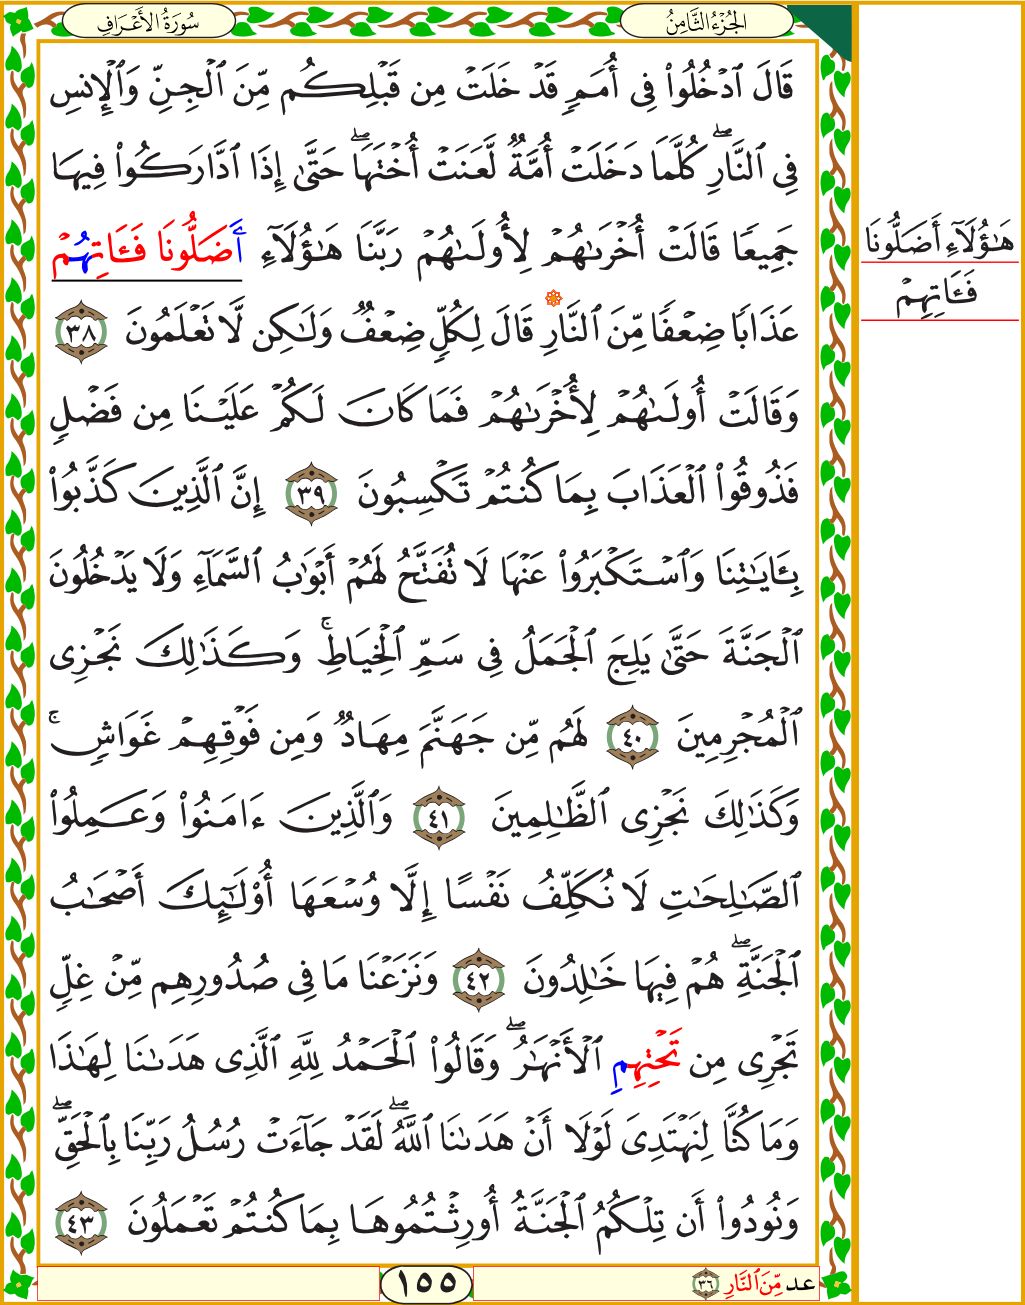 الجُزْءُ الثَّامِنُ
سُورَةُ الأَعْرَافِ
قَالَ ٱدْخُلُوا۟ فِىٓ أُمَمٍۢ قَدْ خَلَتْ مِن قَبْلِكُم مِّنَ ٱلْجِنِّ وَٱلْإِنسِ
فِى ٱلنَّارِ ۖ كُلَّمَا دَخَلَتْ أُمَّةٌۭ لَّعَنَتْ أُخْتَهَا ۖ حَتَّىٰٓ إِذَا ٱدَّارَكُوا۟ فِيهَا
جَمِيعًۭا قَالَتْ أُخْرَىٰهُمْ لِأُولَىٰهُمْ رَبَّنَا هَـٰٓؤُلَآءِ أَضَلُّونَا فَـَٔاتِهُمْ
عَذَابًۭا ضِعْفًۭا مِّنَ ٱلنَّارِ قَالَ لِكُلٍّۢ ضِعْفٌۭ وَلَـٰكِن لَّا تَعْلَمُونَ ٣٨
وَقَالَتْ أُولَىٰهُمْ لِأُخْرَىٰهُمْ فَمَا كَانَ لَكُمْ عَلَيْنَا مِن فَضْلٍۢ
فَذُوقُوا۟ ٱلْعَذَابَ بِمَا كُنتُمْ تَكْسِبُونَ ٣٩ إِنَّ ٱلَّذِينَ كَذَّبُوا۟
بِـَٔايَـٰتِنَا وَٱسْتَكْبَرُوا۟ عَنْهَا لَا تُفَتَّحُ لَهُمْ أَبْوَٰبُ ٱلسَّمَآءِ وَلَا يَدْخُلُونَ
ٱلْجَنَّةَ حَتَّىٰ يَلِجَ ٱلْجَمَلُ فِى سَمِّ ٱلْخِيَاطِ ۚ وَكَذَٰلِكَ نَجْزِى
ٱلْمُجْرِمِينَ ٤٠ لَهُم مِّن جَهَنَّمَ مِهَادٌۭ وَمِن فَوْقِهِمْ غَوَاشٍۢ ۚ
وَكَذَٰلِكَ نَجْزِى ٱلظَّـٰلِمِينَ ٤١ وَٱلَّذِينَ ءَامَنُوا۟ وَعَمِلُوا۟
ٱلصَّـٰلِحَـٰتِ لَا نُكَلِّفُ نَفْسًا إِلَّا وُسْعَهَآ أُو۟لَـٰٓئِكَ أَصْحَـٰبُ
ٱلْجَنَّةِ ۖ هُمْ فِيهَا خَـٰلِدُونَ ٤٢ وَنَزَعْنَا مَا فِى صُدُورِهِم مِّنْ غِلٍّۢ
تَجْرِى مِن تَحْتِهِمِ ٱلْأَنْهَـٰرُ ۖ وَقَالُوا۟ ٱلْحَمْدُ لِلَّهِ ٱلَّذِى هَدَىٰنَا لِهَـٰذَا
وَمَا كُنَّا لِنَهْتَدِىَ لَوْلَآ أَنْ هَدَىٰنَا ٱللَّهُ ۖ لَقَدْ جَآءَتْ رُسُلُ رَبِّنَا بِٱلْحَقِّ ۖ
وَنُودُوٓا۟ أَن تِلْكُمُ ٱلْجَنَّةُ أُورِثْتُمُوهَا بِمَا كُنتُمْ تَعْمَلُونَ ٤٣
هَـٰٓؤُلَآءِ أَضَلُّونَا
فَـَٔاتِهِمْ
عد مِّنَ ٱلنَّارِ ٣٦
١٥٥